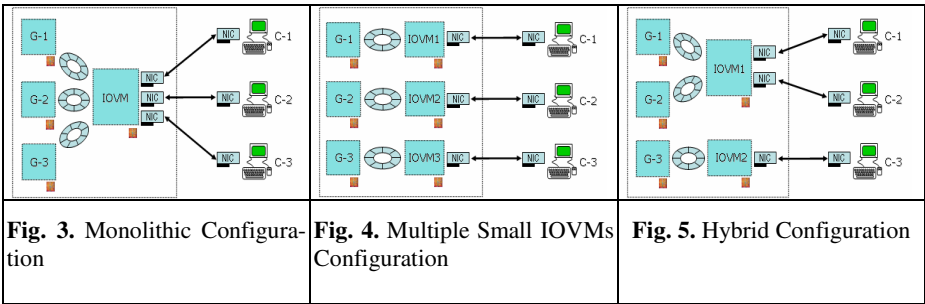 G-1
NIC
NIC
C-1
G-2
IOVM
NIC
NIC
C-2
NIC
G-3
NIC
C-3
G-1
IOVM1
NIC
NIC
C-1
G-2
IOVM2
NIC
NIC
C-2
G-3
IOVM3
NIC
NIC
C-3
G-1
NIC
C-1
IOVM1
NIC
NIC
G-2
NIC
C-2
G-3
IOVM2
NIC
NIC
C-3
Fig. 3. Monolithic Configura-
tion
Fig. 4. Multiple Small IOVMs
Configuration
Fig. 5. Hybrid Configuration